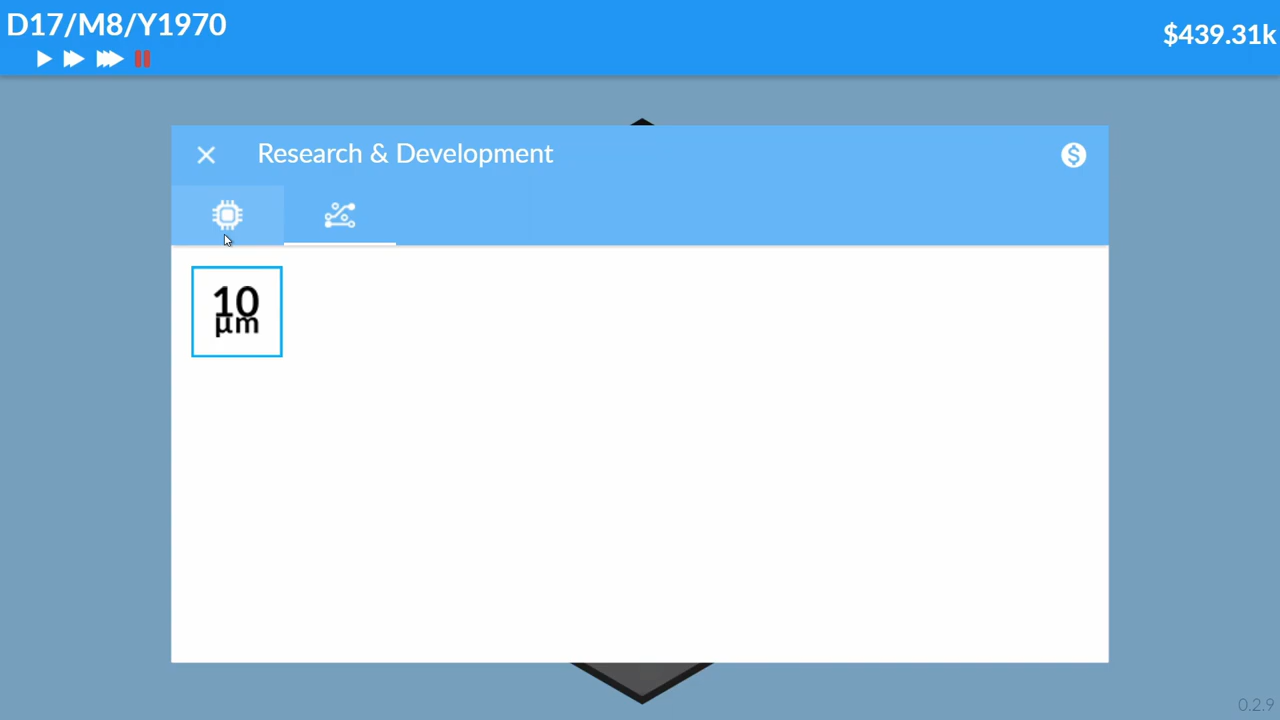 D17/M8/Y1970
$439.31k
Research & Development
10
µm
0.2.9